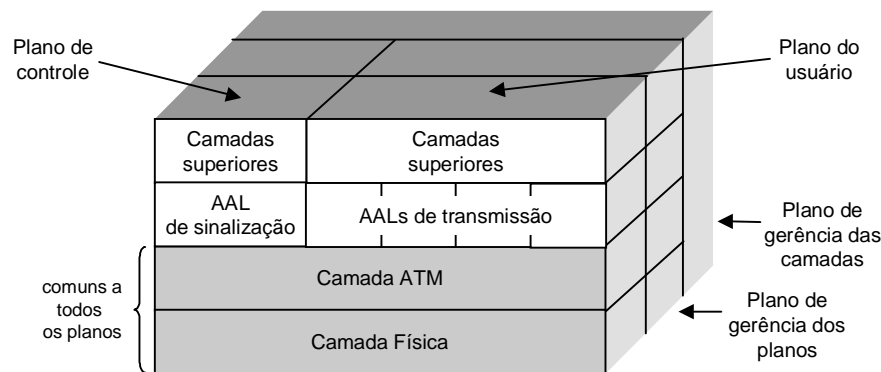 Plano de
controle
Plano do
usuário
Camadas
superiores
Camadas
superiores
AAL
de sinalização
AALs de transmissão
Plano de
gerência das
camadas
comuns a
todos
os planos
Camada ATM
Camada Física
Plano de
gerência dos
planos